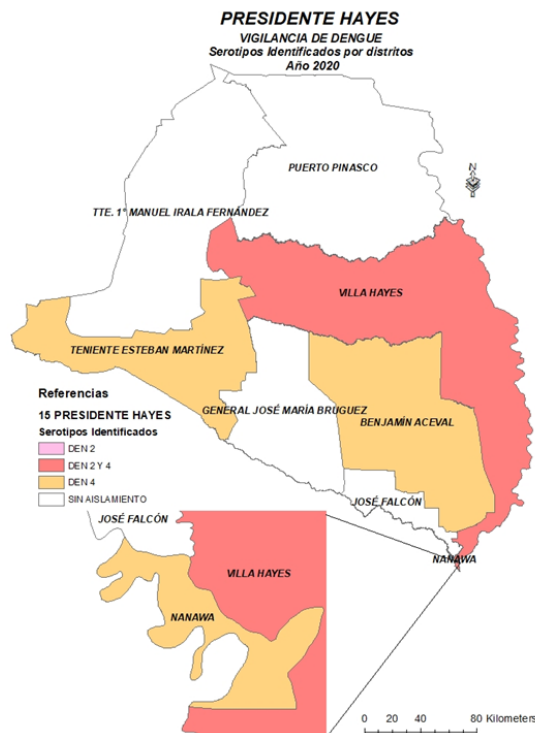 PRESIDENTE HAYES
VIGILANCIA DE DENGUE
Serotipos Identificados por distritos
Año 2020
PUERTO PINASCO
N
TTE. 1° MANUEL IRALA FERNÁNDEZ
VILLA HAYES
TENIENTE ESTEBAN MARTÍNEZ
GENERAL JOSÉ MARÌA BRUGUEZ
BENJAMÍN ACEVAL
JOSÉ FALCÓN
NANAWA
Referencias
15 PRESIDENTE HAYES
Serotipos Identificados
DEN 2
DEN 2 Y 4
DEN 4
SIN AISLAMIENTO
JOSÉ FALCÓN
VILLA HAYES
NANAWA
0 20 40 80 Kilometers